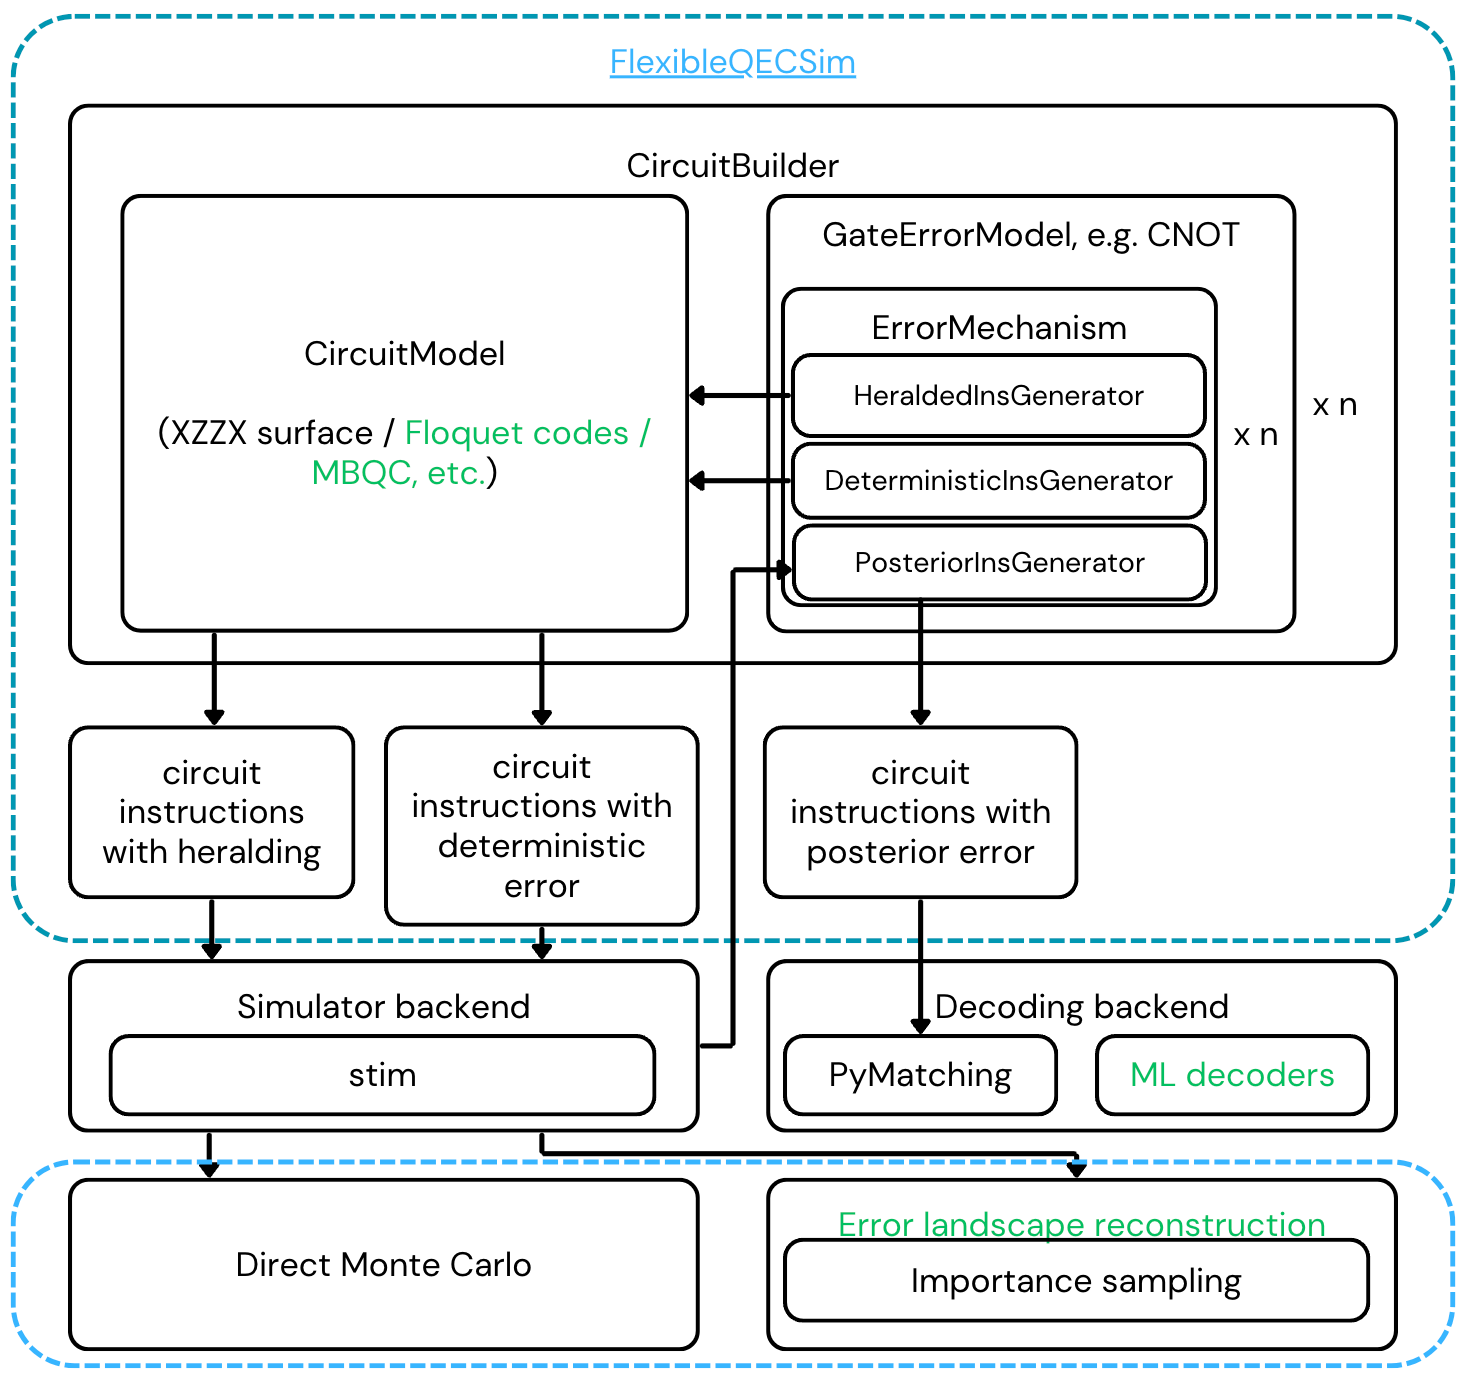 FlexibleQECSim
CircuitBuilder
CircuitModel
(XZZX surface / Floquet codes /
MBQC, etc.)
GateErrorModel, e.g. CNOT
ErrorMechanism
HeraldedInsGenerator
DeterministicInsGenerator
PosteriorInsGenerator
x n
x n
circuit
instructions
with heralding
circuit
instructions with
deterministic
error
circuit
instructions with
posterior error
Simulator backend
stim
Decoding backend
PyMatching
ML decoders
Direct Monte Carlo
Error landscape reconstruction
Importance sampling